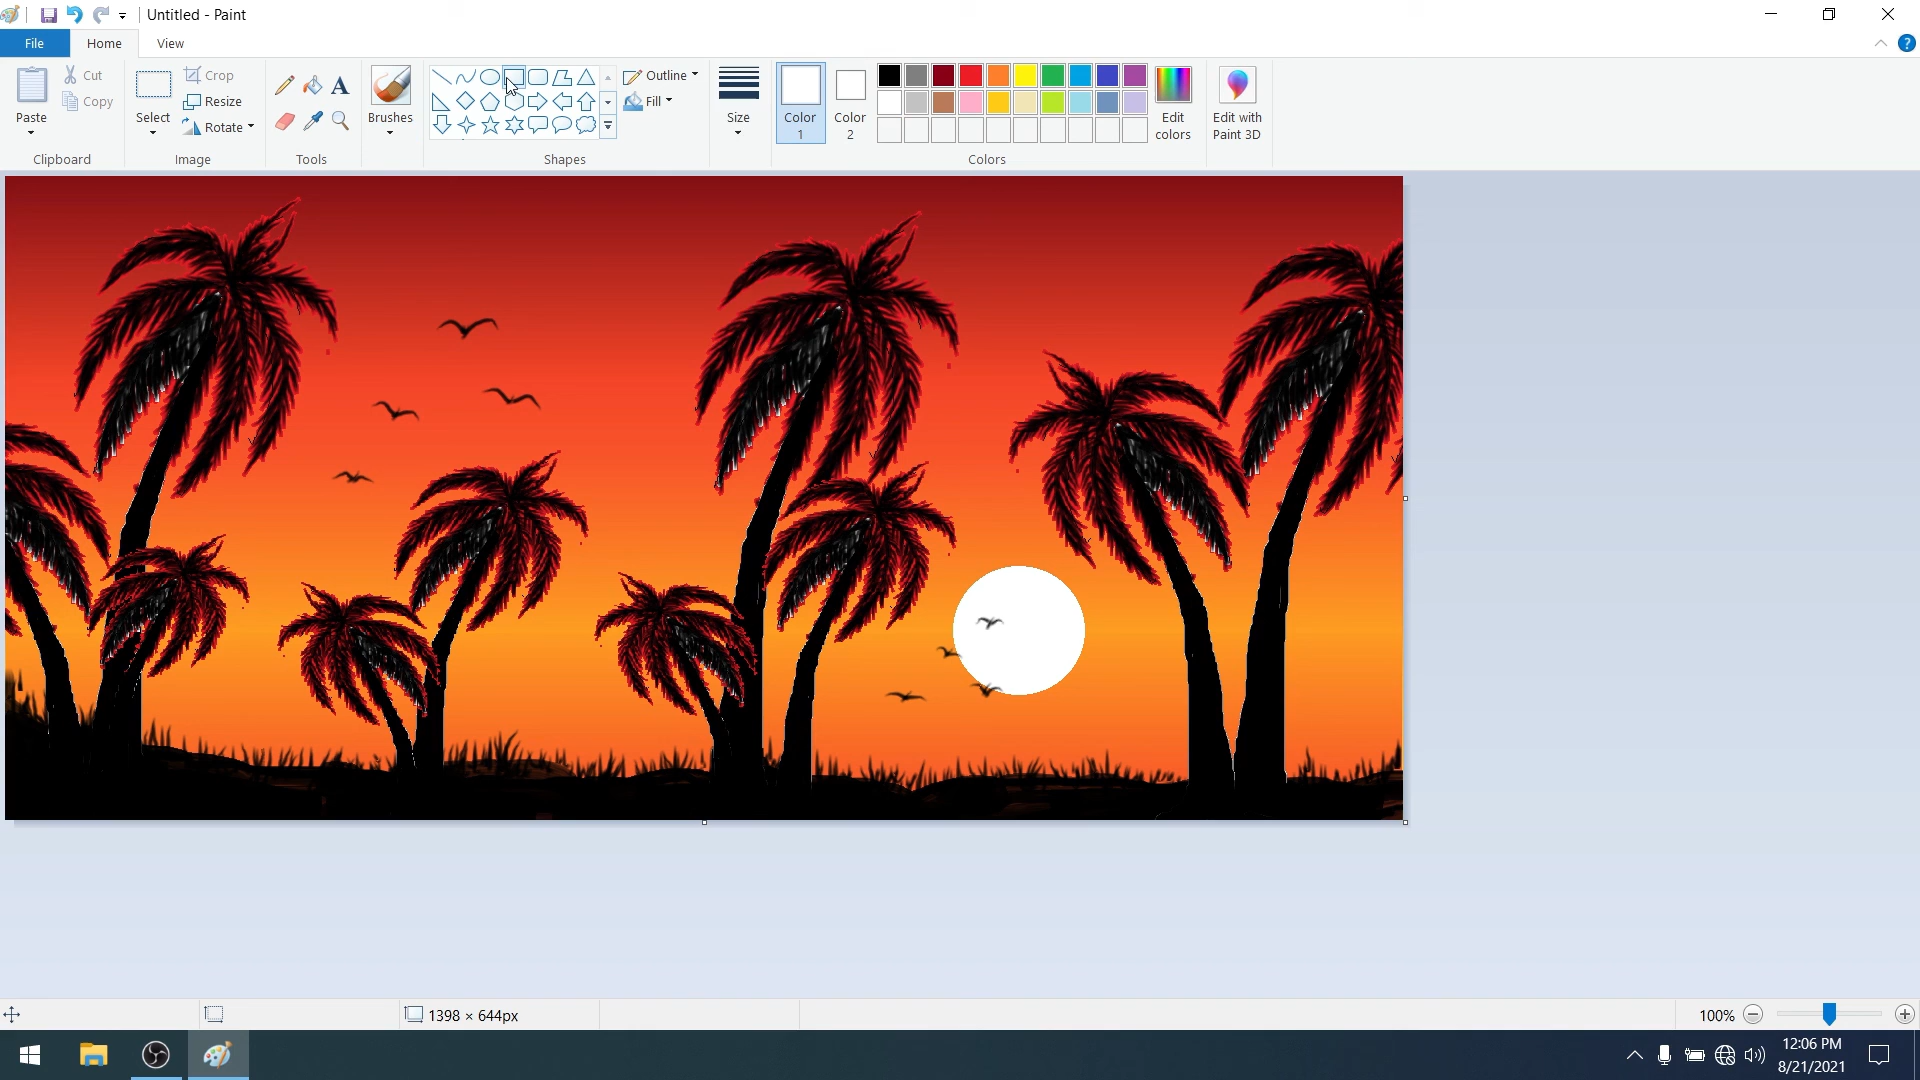 Untitled - Paint
File Home View
Paste
Cut
Copy
Clipboard
Select
Crop
Resize
Rotate
Image
A
Tools
Brushes
Shapes
Outline
Fill
Size
Color 1
Color 2
Colors
Edit colors
Edit with Paint 3D
?
1398 × 644px
100%
12:06 PM
8/21/2021